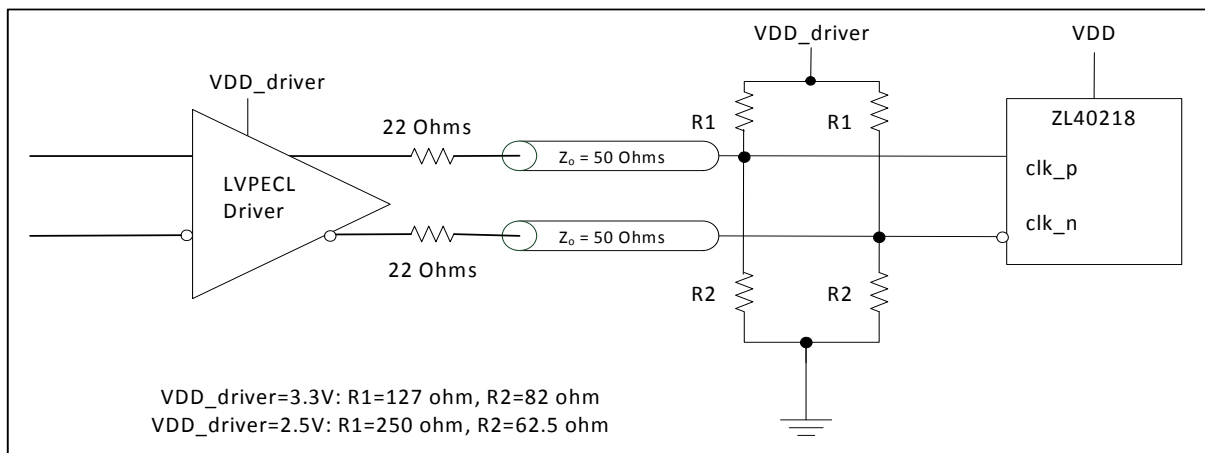 VDD_driver
VDD
VDD_driver
22 Ohms
R1
R1
ZL40218
Zo = 50 Ohms
clk_p
LVPECL
Driver
clk_n
Zo = 50 Ohms
22 Ohms
R2
R2
VDD_driver=3.3V: R1=127 ohm, R2=82 ohm
VDD_driver=2.5V: R1=250 ohm, R2=62.5 ohm